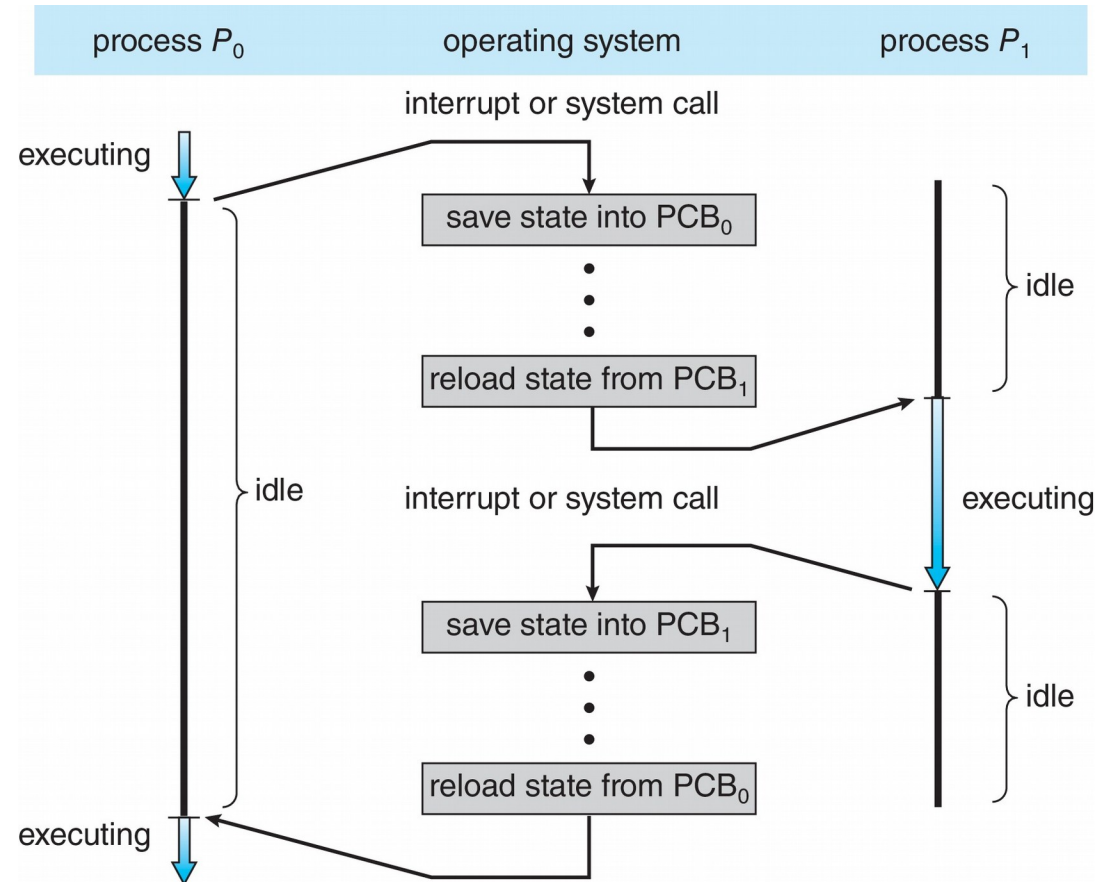 process P₀
operating system
process P₁
interrupt or system call
executing
save state into PCB₀
idle
reload state from PCB₁
idle
interrupt or system call
executing
save state into PCB₁
idle
reload state from PCB₀
executing